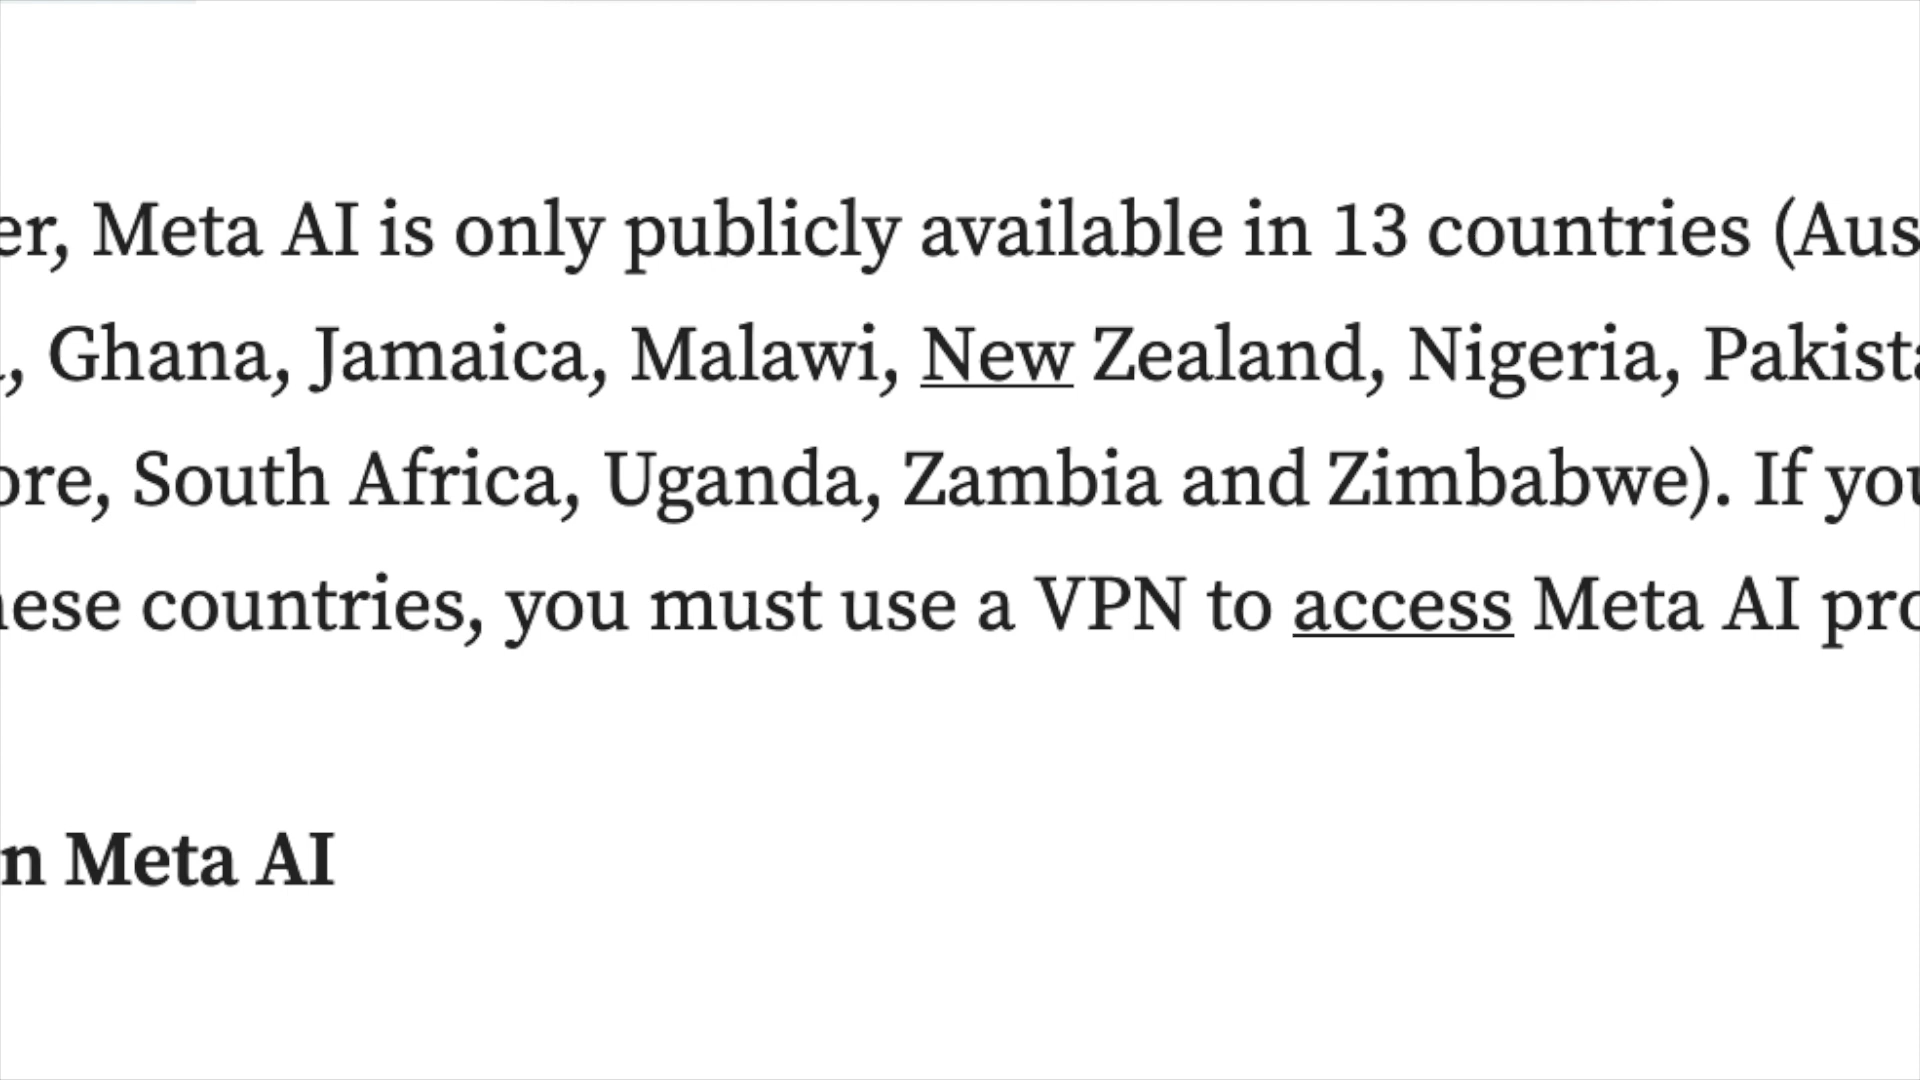 er, Meta AI is only publicly available in 13 countries (Aus
, Ghana, Jamaica, Malawi, New Zealand, Nigeria, Pakista
ore, South Africa, Uganda, Zambia and Zimbabwe). If you
hese countries, you must use a VPN to access Meta AI pro
n Meta AI